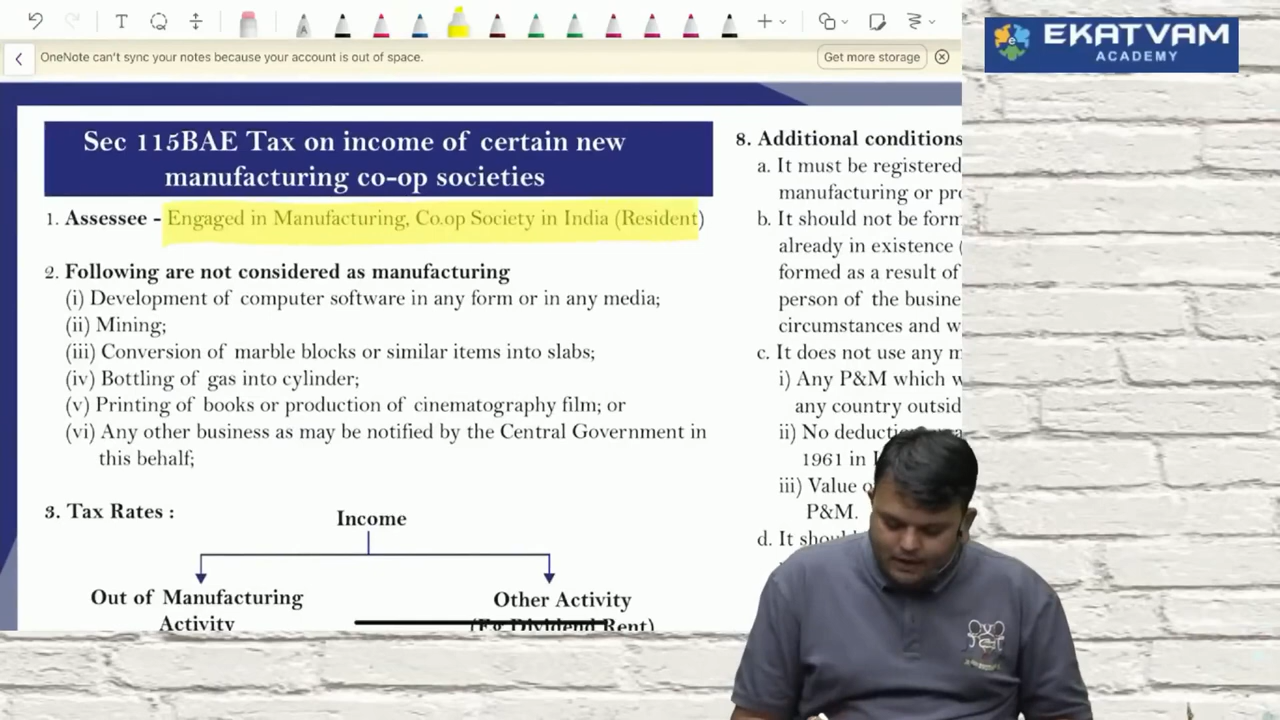 OneNote can't sync your notes because your account is out of space.
Get more storage
EKATVAM
ACADEMY
Sec 115BAE Tax on income of certain new
manufacturing co-op societies
1. Assessee - Engaged in Manufacturing, Co.op Society in India (Resident)
2. Following are not considered as manufacturing
(i) Development of computer software in any form or in any media;
(ii) Mining;
(iii) Conversion of marble blocks or similar items into slabs;
(iv) Bottling of gas into cylinder;
(v) Printing of books or production of cinematography film; or
(vi) Any other business as may be notified by the Central Government in
this behalf;
3. Tax Rates :
Income
Out of Manufacturing
Activity
Other Activity
Dividend Rent)
8. Additional conditions
a. It must be registered
manufacturing or
b. It should not be
already in existence
formed as a result of
person of the
circumstances and
c. It does not use any
i) Any P&M which
any country
ii) No
1961 in
iii) Value
P&M.
d. It